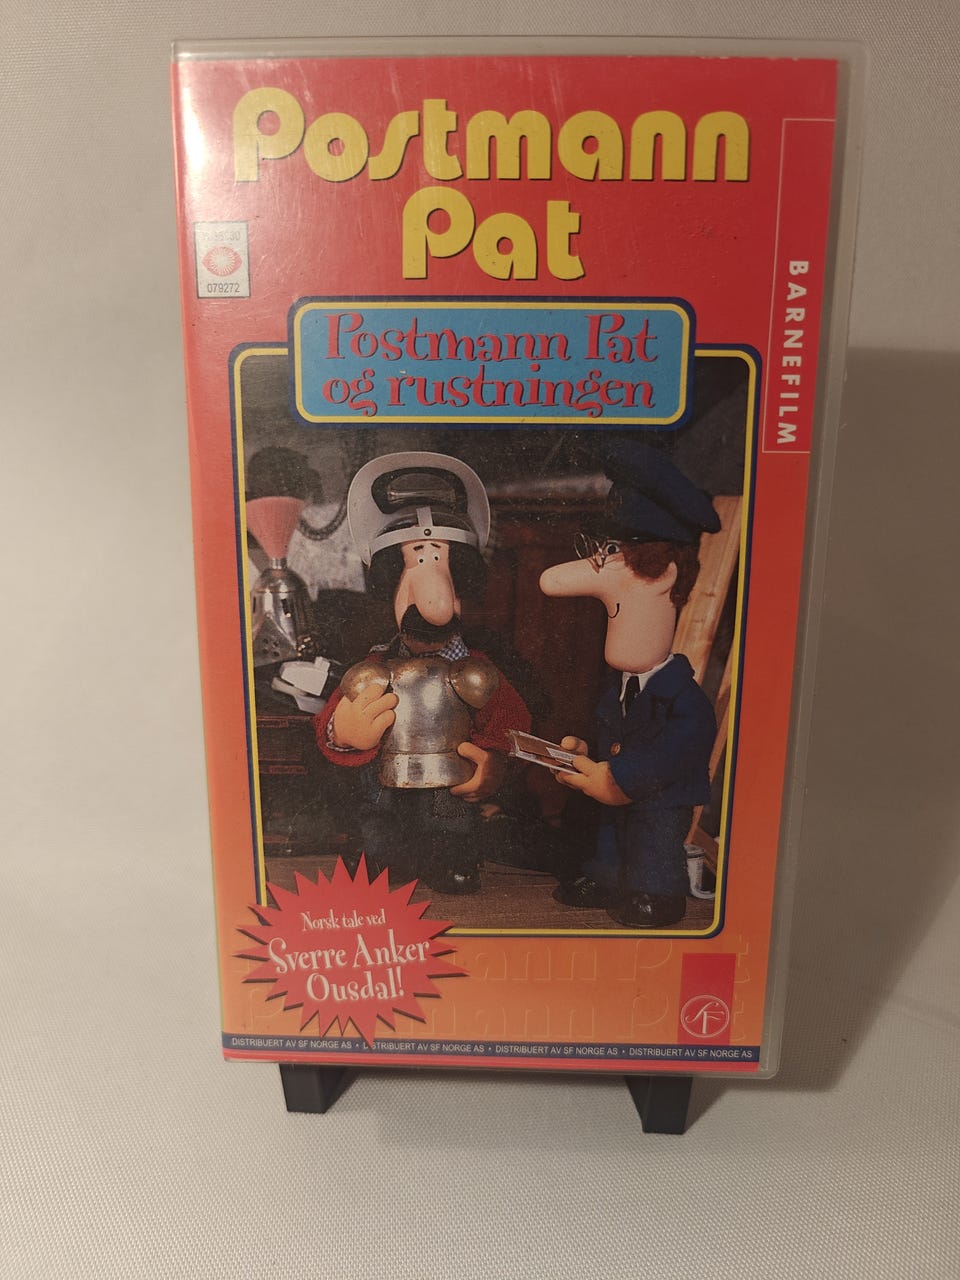 Postmann
Pat
079272
BARNEFILM
Postmann Pat
og rustningen
Norsk tale ved
Sverre Anker
Ousdal!
SF
DISTRIBUERT AV SF NORGE AS • DISTRIBUERT AV SF NORGE AS • DISTRIBUERT AV SF NORGE AS • DISTRIBUERT AV SF NORGE AS